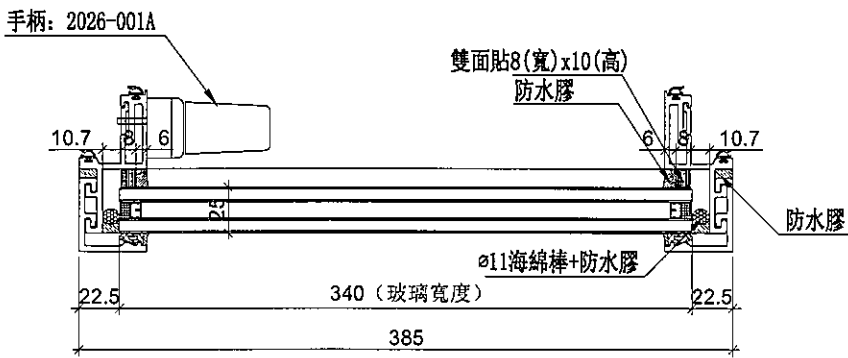 手柄: 2026-001A
雙面貼8(寬)x10(高)
防水膠
10.7
8
6
6
8
10.7
25
防水膠
ø11海綿棒+防水膠
22.5
340 (玻璃寬度)
22.5
385